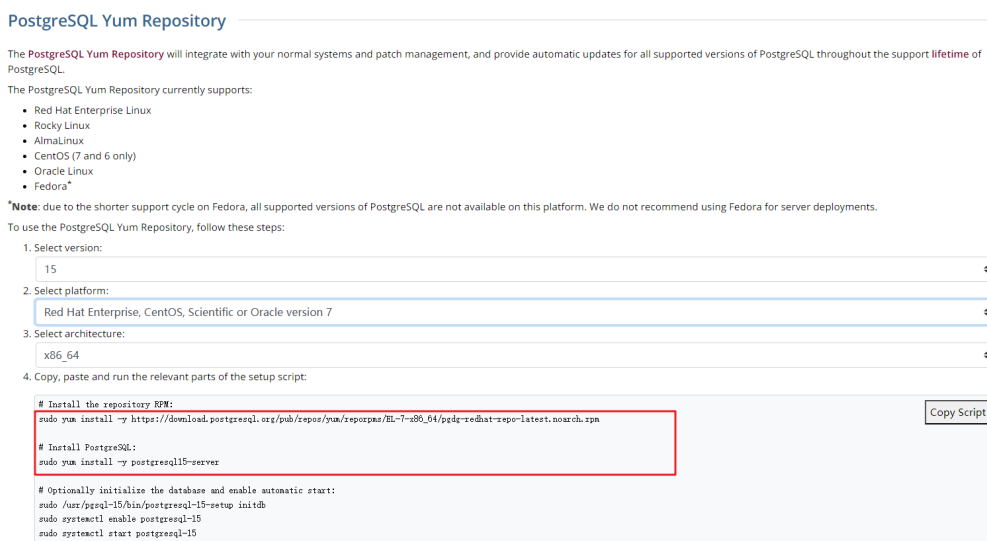 PostgreSQL Yum Repository
The PostgreSQL Yum Repository will integrate with your normal systems and patch management, and provide automatic updates for all supported versions of PostgreSQL throughout the support lifetime of
PostgreSQL.
The PostgreSQL Yum Repository currently supports:
• Red Hat Enterprise Linux
• Rocky Linux
• AlmaLinux
• CentOS (7 and 6 only)
• Oracle Linux
• Fedora*
*Note: due to the shorter support cycle on Fedora, all supported versions of PostgreSQL are not available on this platform. We do not recommend using Fedora for server deployments.
To use the PostgreSQL Yum Repository, follow these steps:
1. Select version:
15
2. Select platform:
Red Hat Enterprise, CentOS, Scientific or Oracle version 7
3. Select architecture:
x86_64
4. Copy, paste and run the relevant parts of the setup script:
# Install the repository RPM:
sudo yum install -y https://download.postgresql.org/pub/repos/yum/reporpms/EL-7-x86_64/pgdg-redhat-repo-latest.noarch.rpm
Copy Script
# Install PostgreSQL:
sudo yum install -y postgresql15-server
# Optionally initialize the database and enable automatic start:
sudo /usr/pgsql-15/bin/postgresql-15-setup initdb
sudo systemctl enable postgresql-15
sudo systemctl start postgresql-15